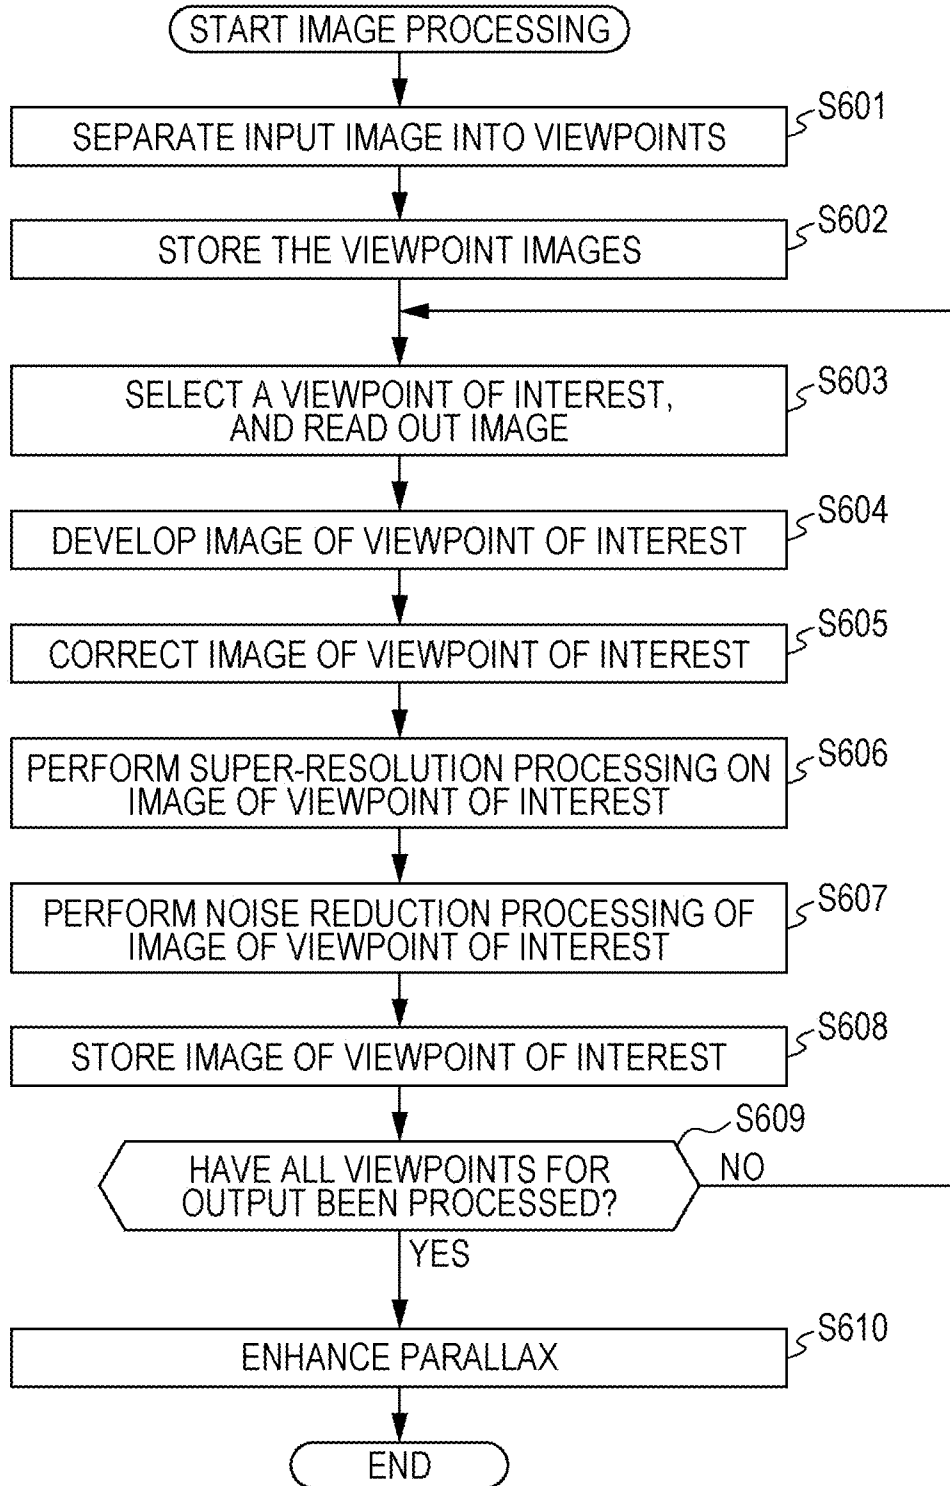 START IMAGE PROCESSING
S601
SEPARATE INPUT IMAGE INTO VIEWPOINTS
S602
STORE THE VIEWPOINT IMAGES
S603
SELECT A VIEWPOINT OF INTEREST,
AND READ OUT IMAGE
S604
DEVELOP IMAGE OF VIEWPOINT OF INTEREST
S605
CORRECT IMAGE OF VIEWPOINT OF INTEREST
S606
PERFORM SUPER-RESOLUTION PROCESSING ON
IMAGE OF VIEWPOINT OF INTEREST
S607
PERFORM NOISE REDUCTION PROCESSING OF
IMAGE OF VIEWPOINT OF INTEREST
S608
STORE IMAGE OF VIEWPOINT OF INTEREST
S609
HAVE ALL VIEWPOINTS FOR
OUTPUT BEEN PROCESSED?
NO
YES
S610
ENHANCE PARALLAX
END